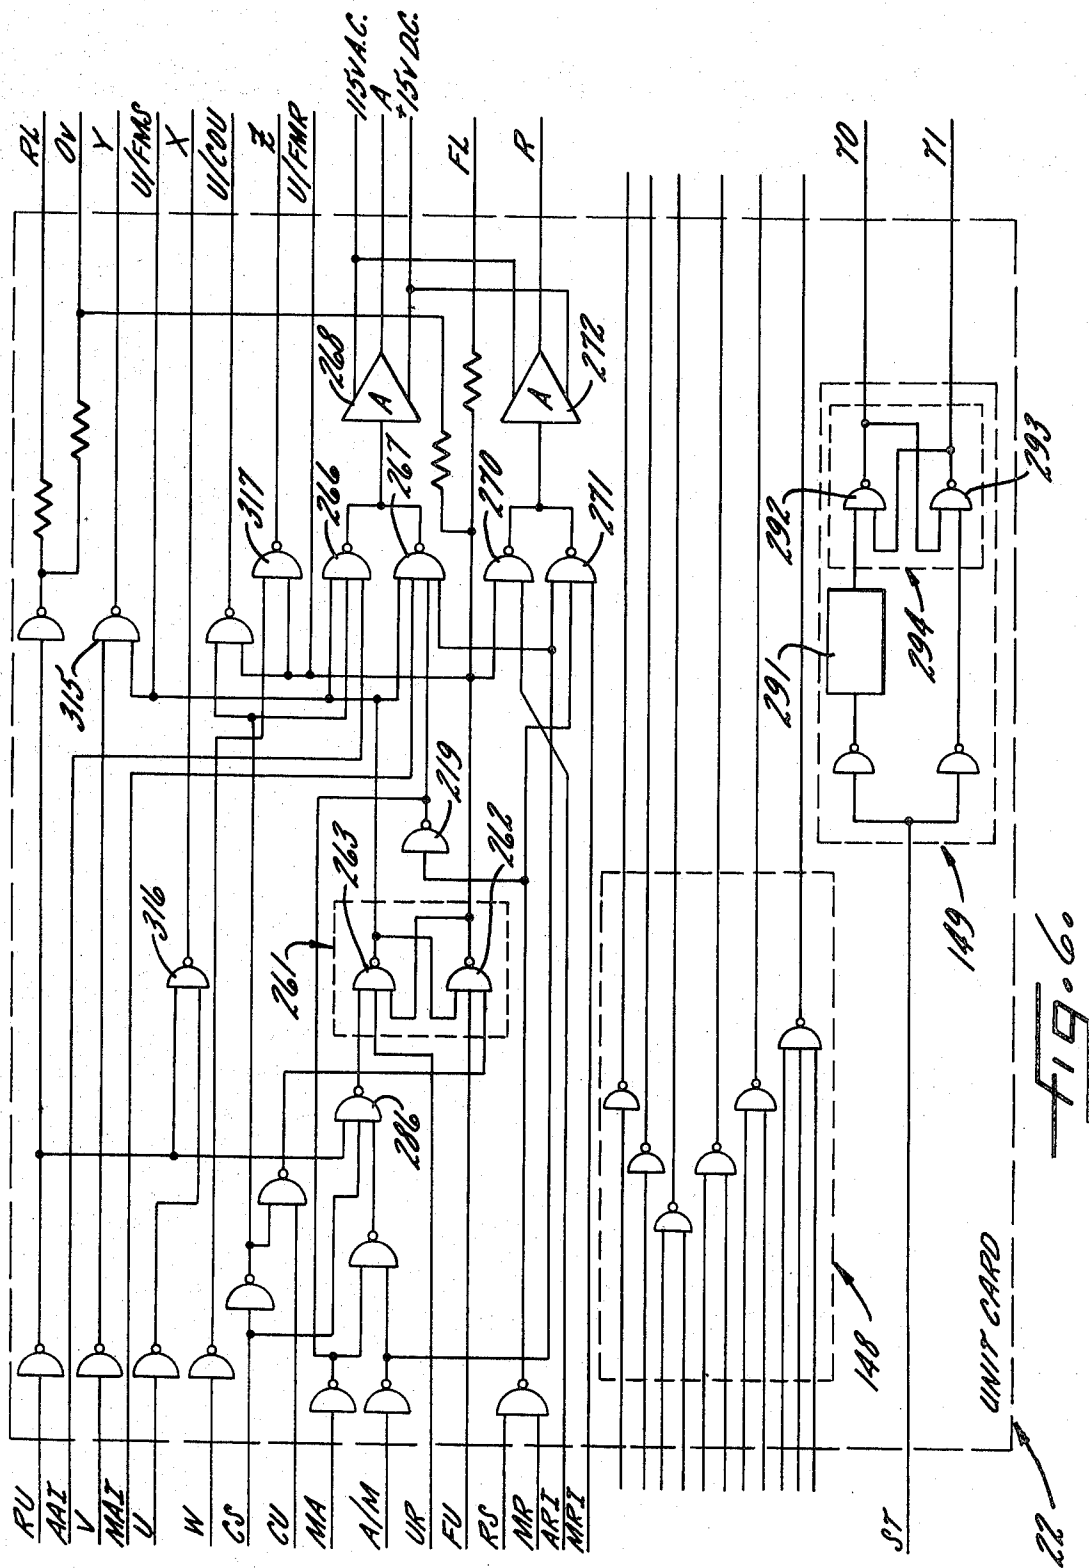 RL
OV
Y
U/FMS
X
U/COU
Z
U/FMR
115V A.C.
A
+15V D.C.
FL
R
T0
T1
315
316
317
266
267
268
A
270
271
272
A
219
261
263
262
286
291
292
293
294
149
148
RU
AAI
V
MAI
U
W
CS
CU
MA
A/M
UR
FU
RS
MR
ARI
MRI
ST
UNIT CARD
22
Fig. 6.